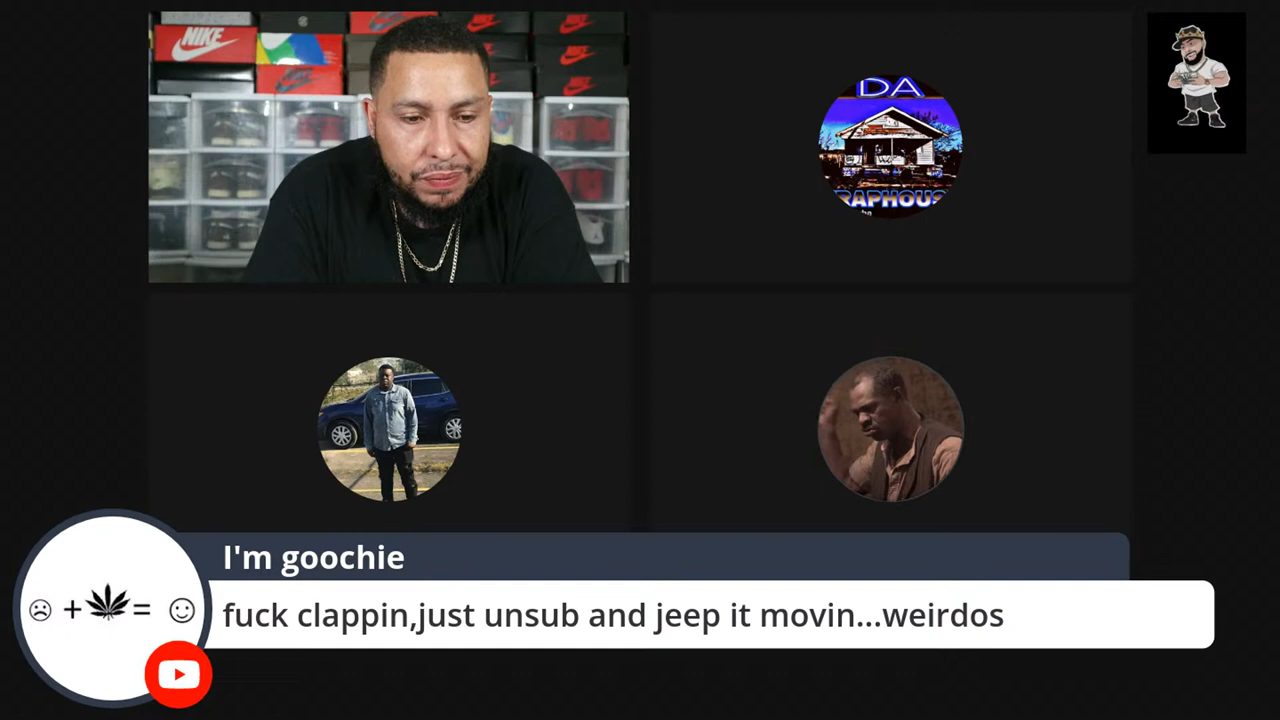 NIKE
DA
RAPHOUS
I'm goochie
fuck clappin,just unsub and jeep it movin...weirdos